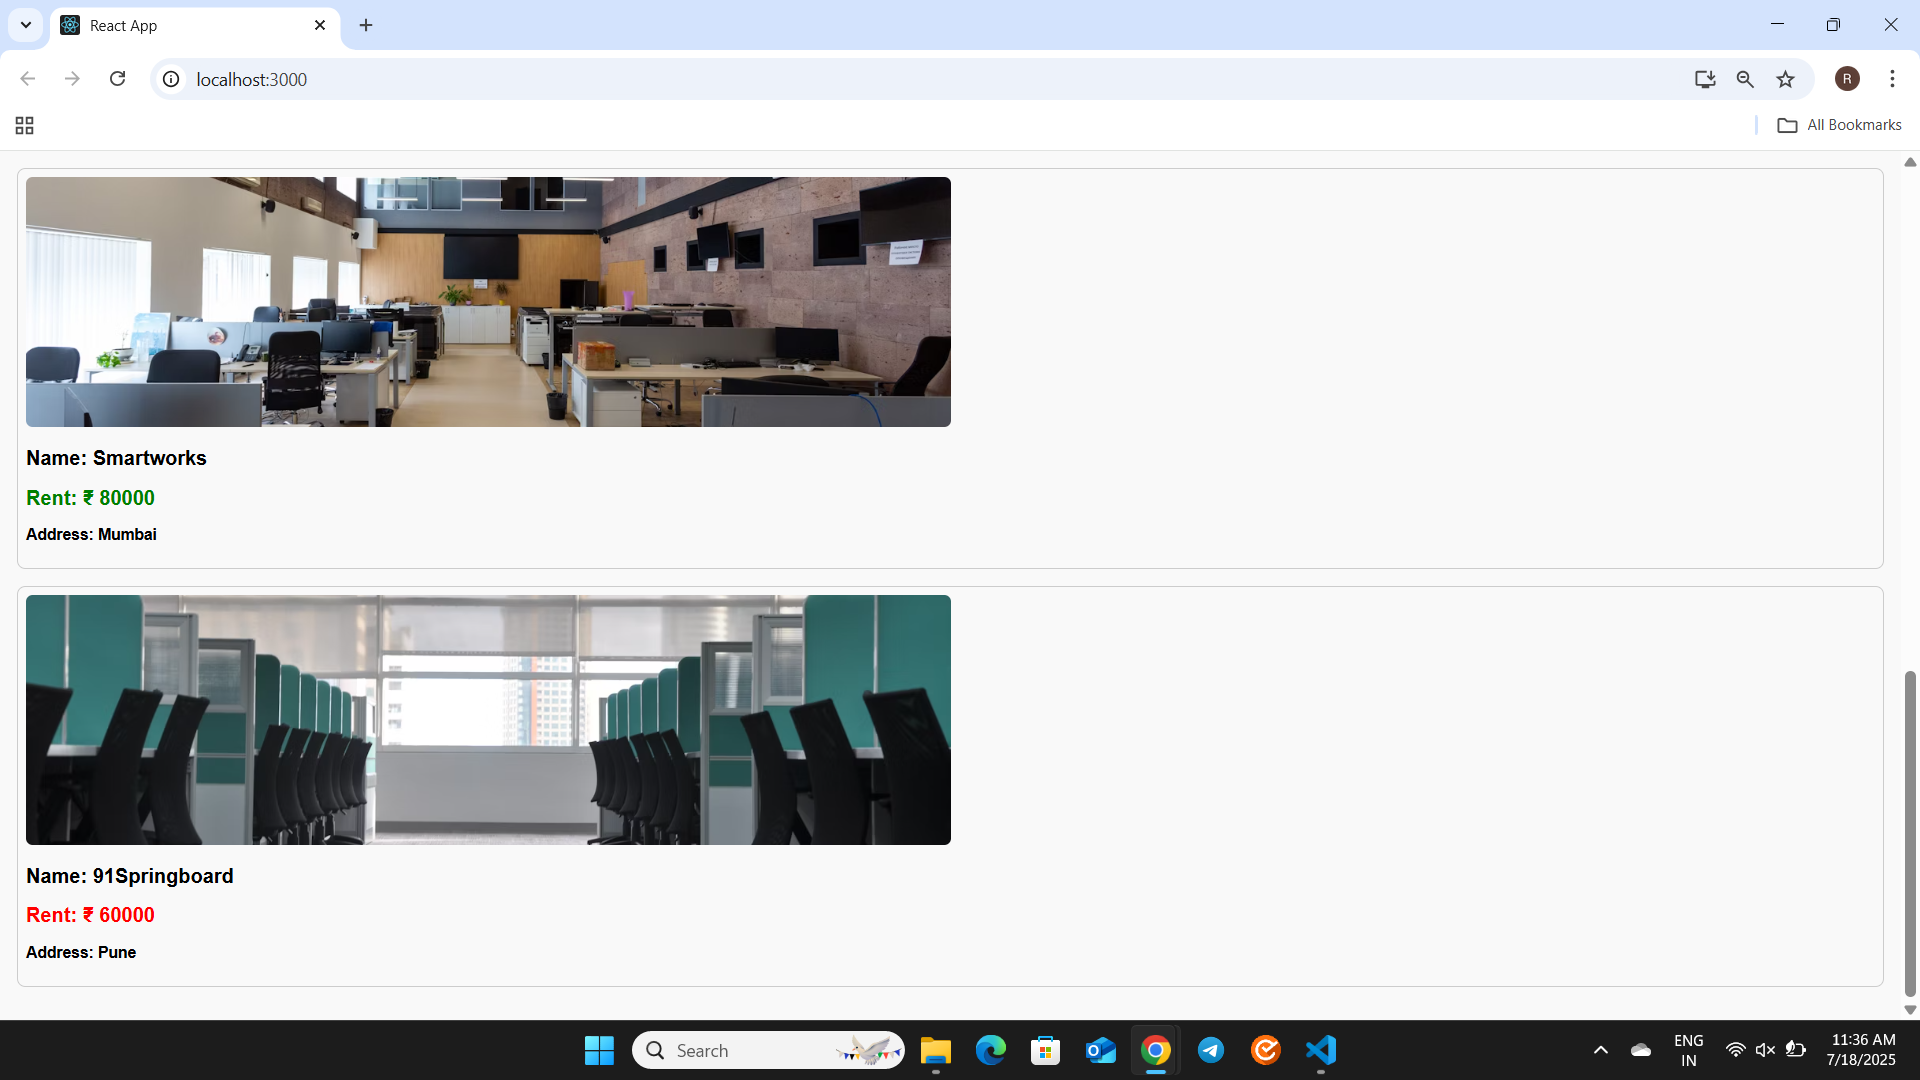 React App
localhost:3000
R
All Bookmarks
Name: Smartworks
Rent: ₹ 80000
Address: Mumbai
Name: 91Springboard
Rent: ₹ 60000
Address: Pune
Search
ENG
IN
11:36 AM
7/18/2025